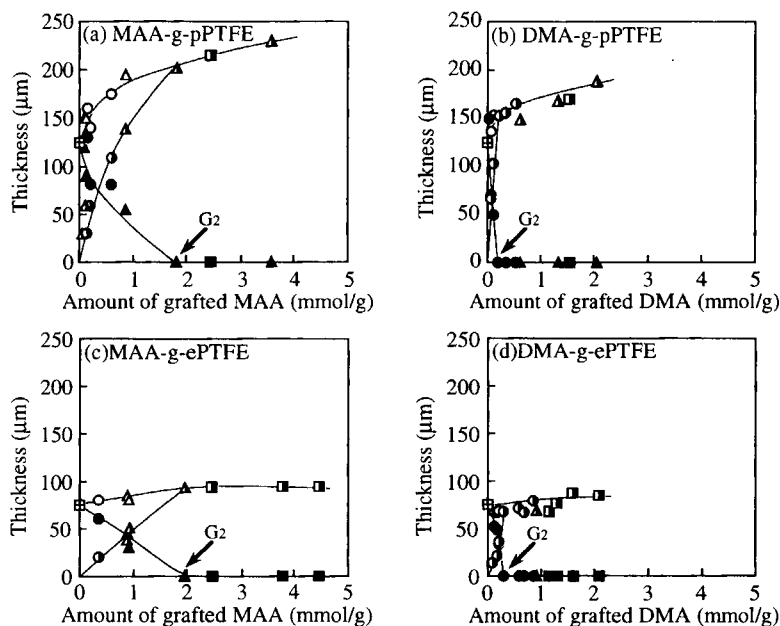 (a) MAA-g-pPTFE
250
200
150
100
50
0
Thickness (μm)
G2
0 1 2 3 4 5
Amount of grafted MAA (mmol/g)
(b) DMA-g-pPTFE
250
200
150
100
50
0
Thickness (μm)
G2
0 1 2 3 4 5
Amount of grafted DMA (mmol/g)
(c)MAA-g-ePTFE
250
200
150
100
50
0
Thickness (μm)
G2
0 1 2 3 4 5
Amount of grafted MAA (mmol/g)
(d)DMA-g-ePTFE
250
200
150
100
50
0
Thickness (μm)
G2
0 1 2 3 4 5
Amount of grafted DMA (mmol/g)